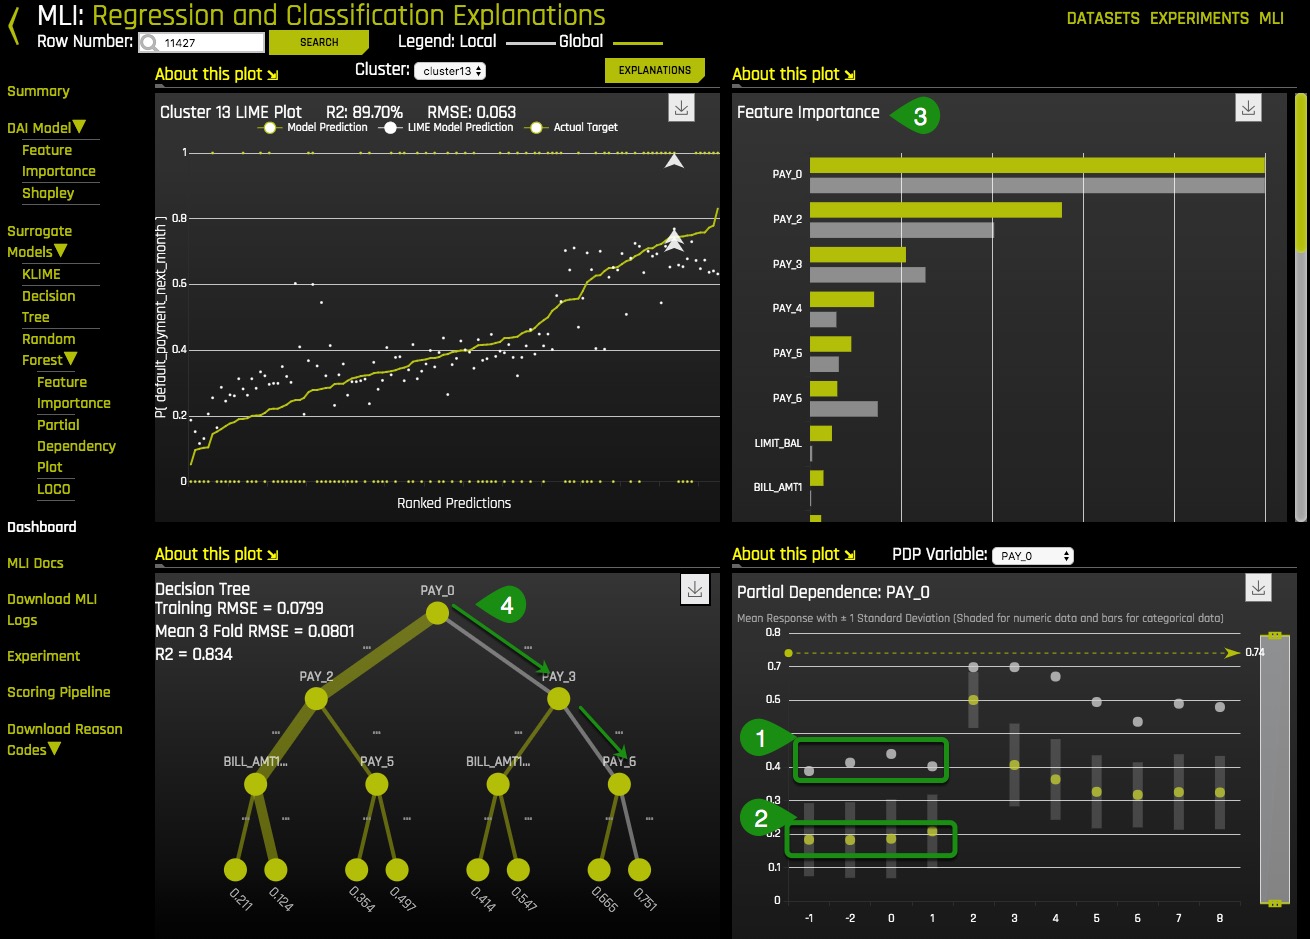 MLI: Regression and Classification Explanations
DATASETS EXPERIMENTS MLI
Row Number: 11427 SEARCH Legend: Local Global
Summary
DAI Model
Feature
Importance
Shapley
Surrogate
Models
KLIME
Decision
Tree
Random
Forest
Feature
Importance
Partial
Dependency
Plot
LOCO
Dashboard
MLI Docs
Download MLI
Logs
Experiment
Scoring Pipeline
Download Reason
Codes
About this plot Cluster: cluster13 EXPLANATIONS
Cluster 13 LIME Plot R2: 89.70% RMSE: 0.063
Model Prediction LIME Model Prediction Actual Target
P( default_payment_next_month )
1
0.8
0.6
0.4
0.2
0
Ranked Predictions
About this plot
Feature Importance
3
PAY_0
PAY_2
PAY_3
PAY_4
PAY_5
PAY_6
LIMIT_BAL
BILL_AMT1
About this plot
Decision Tree
Training RMSE = 0.0799
Mean 3 Fold RMSE = 0.0801
R2 = 0.834
PAY_0
4
...
...
PAY_2
PAY_3
...
...
...
...
BILL_AMT1...
PAY_5
BILL_AMT1...
PAY_6
...
...
...
...
...
...
...
...
0.211
0.124
0.354
0.497
0.414
0.547
0.665
0.751
About this plot PDP Variable: PAY_0
Partial Dependence: PAY_0
Mean Response with ± 1 Standard Deviation (Shaded for numeric data and bars for categorical data)
0.8
0.74
0.7
0.6
1
0.4
0.3
2
0.2
0.1
0
-1 -2 0 1 2 3 4 5 6 7 8